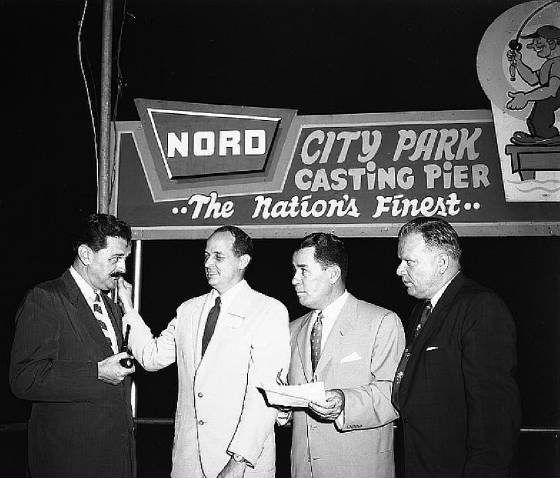 NORD
CITY PARK
CASTING PIER
..The Nation's Finest..